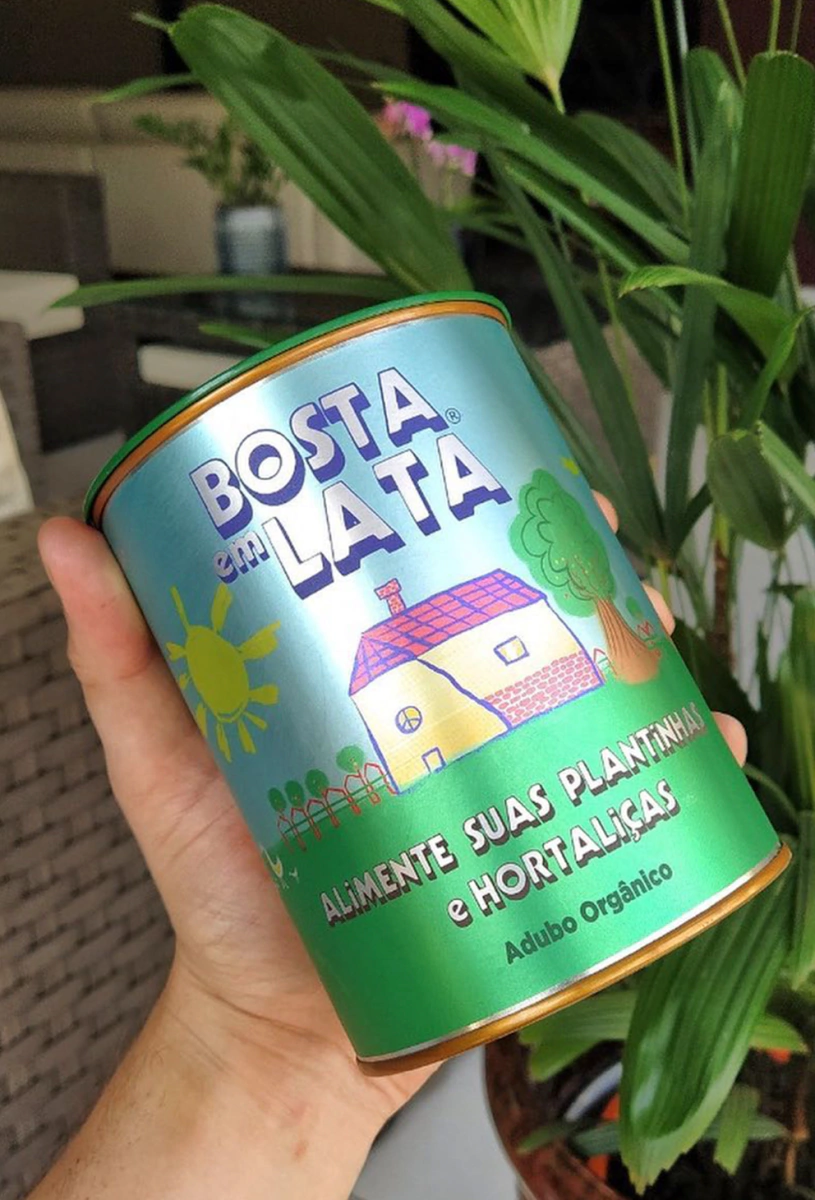 BOSTA®
em LATA
ALiMENTE SUAS PLANTiNHAS
e HORTALiÇAS
Adubo Orgânico